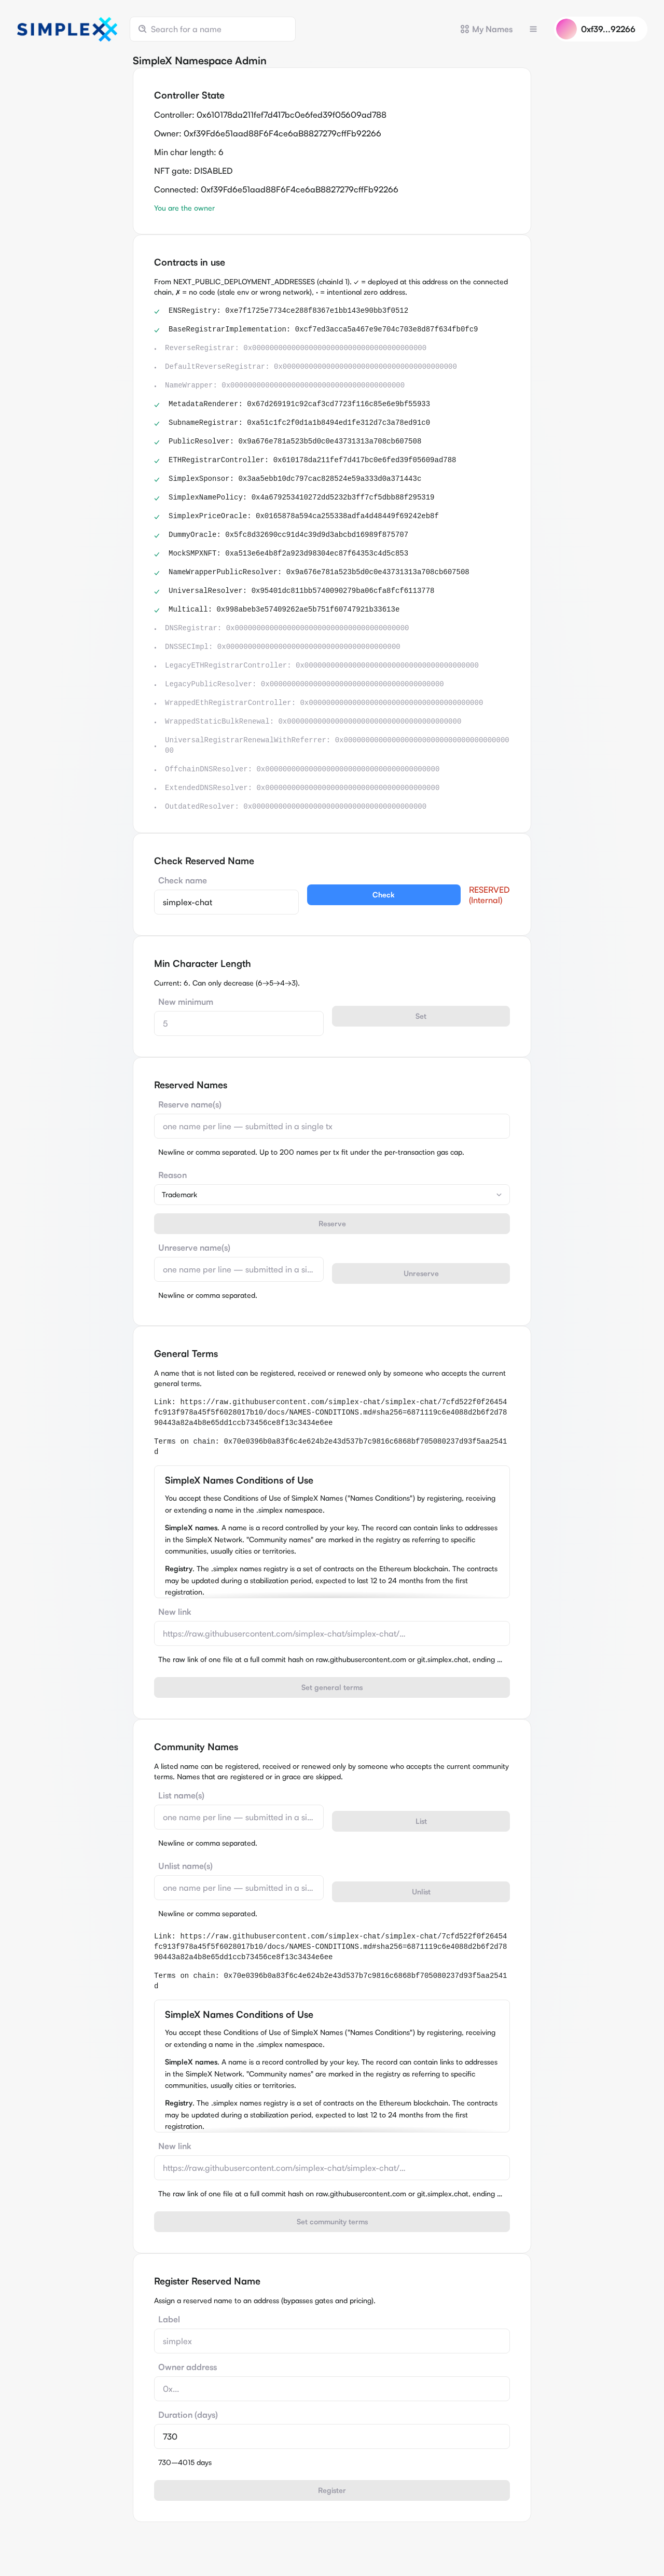 SIMPLEX
Search for a name
My Names
0xf39...92266
SimpleX Namespace Admin
Controller State
Controller: 0x610178da211fef7d417bc0e6fed39f05609ad788
Owner: 0xf39Fd6e51aad88F6F4ce6aB8827279cffFb92266
Min char length: 6
NFT gate: DISABLED
Connected: 0xf39Fd6e51aad88F6F4ce6aB8827279cffFb92266
You are the owner
Contracts in use
From NEXT_PUBLIC_DEPLOYMENT_ADDRESSES (chainId 1). ✓ = deployed at this address on the connected
chain, ✗ = no code (stale env or wrong network), · = intentional zero address.
✓ ENSRegistry: 0xe7f1725e7734ce288f8367e1bb143e90bb3f0512
✓ BaseRegistrarImplementation: 0xcf7ed3acca5a467e9e704c703e8d87f634fb0fc9
· ReverseRegistrar: 0x0000000000000000000000000000000000000000
· DefaultReverseRegistrar: 0x0000000000000000000000000000000000000000
· NameWrapper: 0x0000000000000000000000000000000000000000
✓ MetadataRenderer: 0x67d269191c92caf3cd7723f116c85e6e9bf55933
✓ SubnameRegistrar: 0xa51c1fc2f0d1a1b8494ed1fe312d7c3a78ed91c0
✓ PublicResolver: 0x9a676e781a523b5d0c0e43731313a708cb607508
✓ ETHRegistrarController: 0x610178da211fef7d417bc0e6fed39f05609ad788
✓ SimplexSponsor: 0x3aa5ebb10dc797cac828524e59a333d0a371443c
✓ SimplexNamePolicy: 0x4a679253410272dd5232b3ff7cf5dbb88f295319
✓ SimplexPriceOracle: 0x0165878a594ca255338adfa4d48449f69242eb8f
✓ DummyOracle: 0x5fc8d32690cc91d4c39d9d3abcbd16989f875707
✓ MockSMPXNFT: 0xa513e6e4b8f2a923d98304ec87f64353c4d5c853
✓ NameWrapperPublicResolver: 0x9a676e781a523b5d0c0e43731313a708cb607508
✓ UniversalResolver: 0x95401dc811bb5740090279ba06cfa8fcf6113778
✓ Multicall: 0x998abeb3e57409262ae5b751f60747921b33613e
· DNSRegistrar: 0x0000000000000000000000000000000000000000
· DNSSECImpl: 0x0000000000000000000000000000000000000000
· LegacyETHRegistrarController: 0x0000000000000000000000000000000000000000
· LegacyPublicResolver: 0x0000000000000000000000000000000000000000
· WrappedEthRegistrarController: 0x0000000000000000000000000000000000000000
· WrappedStaticBulkRenewal: 0x0000000000000000000000000000000000000000
· UniversalRegistrarRenewalWithReferrer: 0x00000000000000000000000000000000000000
00
· OffchainDNSResolver: 0x0000000000000000000000000000000000000000
· ExtendedDNSResolver: 0x0000000000000000000000000000000000000000
· OutdatedResolver: 0x0000000000000000000000000000000000000000
Check Reserved Name
Check name
simplex-chat
Check
RESERVED
(Internal)
Min Character Length
Current: 6. Can only decrease (6→5→4→3).
New minimum
5
Set
Reserved Names
Reserve name(s)
one name per line — submitted in a single tx
Newline or comma separated. Up to 200 names per tx fit under the per-transaction gas cap.
Reason
Trademark
Reserve
Unreserve name(s)
one name per line — submitted in a si...
Unreserve
Newline or comma separated.
General Terms
A name that is not listed can be registered, received or renewed only by someone who accepts the current
general terms.
Link: https://raw.githubusercontent.com/simplex-chat/simplex-chat/7cfd522f0f26454
fc913f978a45f5f6028017b10/docs/NAMES-CONDITIONS.md#sha256=6871119c6e4088d2b6f2d78
90443a82a4b8e65dd1ccb73456ce8f13c3434e6ee
Terms on chain: 0x70e0396b0a83f6c4e624b2e43d537b7c9816c6868bf705080237d93f5aa2541
d
SimpleX Names Conditions of Use
You accept these Conditions of Use of SimpleX Names ("Names Conditions") by registering, receiving
or extending a name in the .simplex namespace.
SimpleX names. A name is a record controlled by your key. The record can contain links to addresses
in the SimpleX Network. "Community names" are marked in the registry as referring to specific
communities, usually cities or territories.
Registry. The .simplex names registry is a set of contracts on the Ethereum blockchain. The contracts
may be updated during a stabilization period, expected to last 12 to 24 months from the first
registration.
New link
https://raw.githubusercontent.com/simplex-chat/simplex-chat/...
The raw link of one file at a full commit hash on raw.githubusercontent.com or git.simplex.chat, ending ...
Set general terms
Community Names
A listed name can be registered, received or renewed only by someone who accepts the current community
terms. Names that are registered or in grace are skipped.
List name(s)
one name per line — submitted in a si...
List
Newline or comma separated.
Unlist name(s)
one name per line — submitted in a si...
Unlist
Newline or comma separated.
Link: https://raw.githubusercontent.com/simplex-chat/simplex-chat/7cfd522f0f26454
fc913f978a45f5f6028017b10/docs/NAMES-CONDITIONS.md#sha256=6871119c6e4088d2b6f2d78
90443a82a4b8e65dd1ccb73456ce8f13c3434e6ee
Terms on chain: 0x70e0396b0a83f6c4e624b2e43d537b7c9816c6868bf705080237d93f5aa2541
d
SimpleX Names Conditions of Use
You accept these Conditions of Use of SimpleX Names ("Names Conditions") by registering, receiving
or extending a name in the .simplex namespace.
SimpleX names. A name is a record controlled by your key. The record can contain links to addresses
in the SimpleX Network. "Community names" are marked in the registry as referring to specific
communities, usually cities or territories.
Registry. The .simplex names registry is a set of contracts on the Ethereum blockchain. The contracts
may be updated during a stabilization period, expected to last 12 to 24 months from the first
registration.
New link
https://raw.githubusercontent.com/simplex-chat/simplex-chat/...
The raw link of one file at a full commit hash on raw.githubusercontent.com or git.simplex.chat, ending ...
Set community terms
Register Reserved Name
Assign a reserved name to an address (bypasses gates and pricing).
Label
simplex
Owner address
0x...
Duration (days)
730
730—4015 days
Register